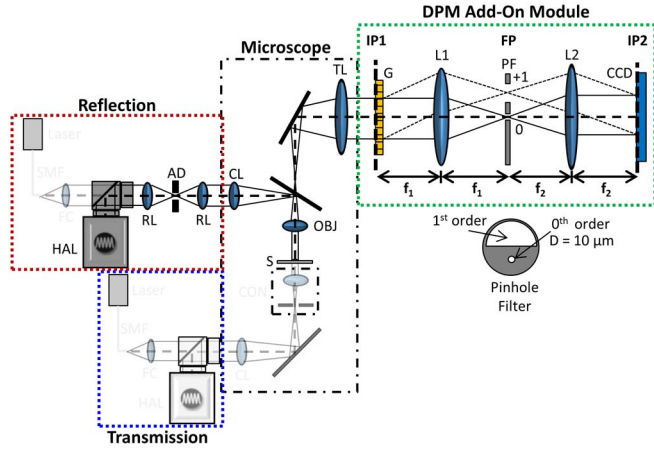 DPM Add-On Module
Microscope
IP1
FP
IP2
TL
G
L1
PF
+1
L2
CCD
0
Reflection
Laser
SMF
FC
AD
CL
RL
RL
HAL
OBJ
f₁
f₁
f₂
f₂
S
CON
1st order
0th order
D = 10 µm
Pinhole
Filter
Laser
SMF
FC
CL
HAL
Transmission